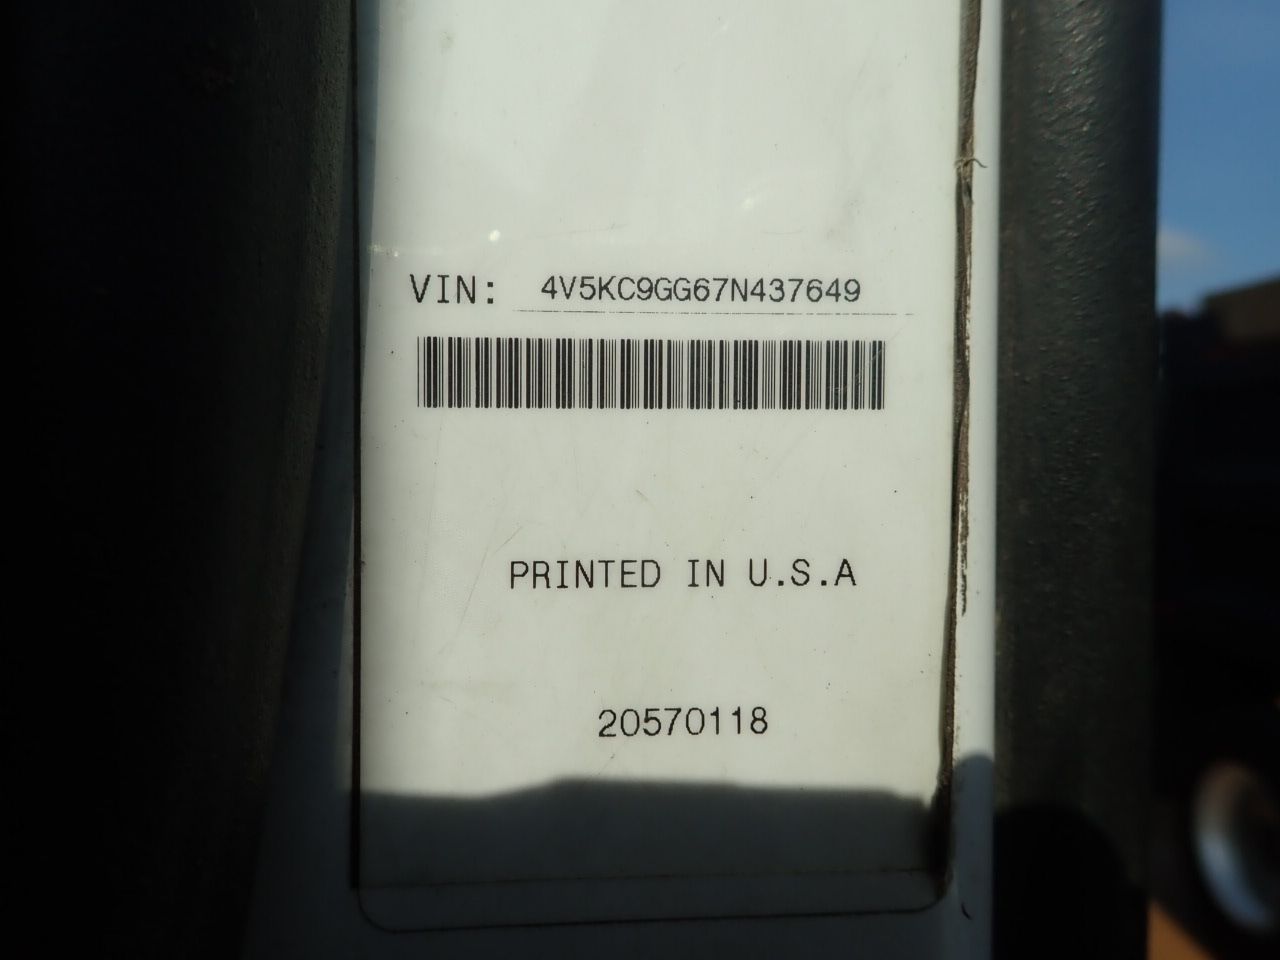 VIN: 4V5KC9GG67N437649
PRINTED IN U.S.A
20570118